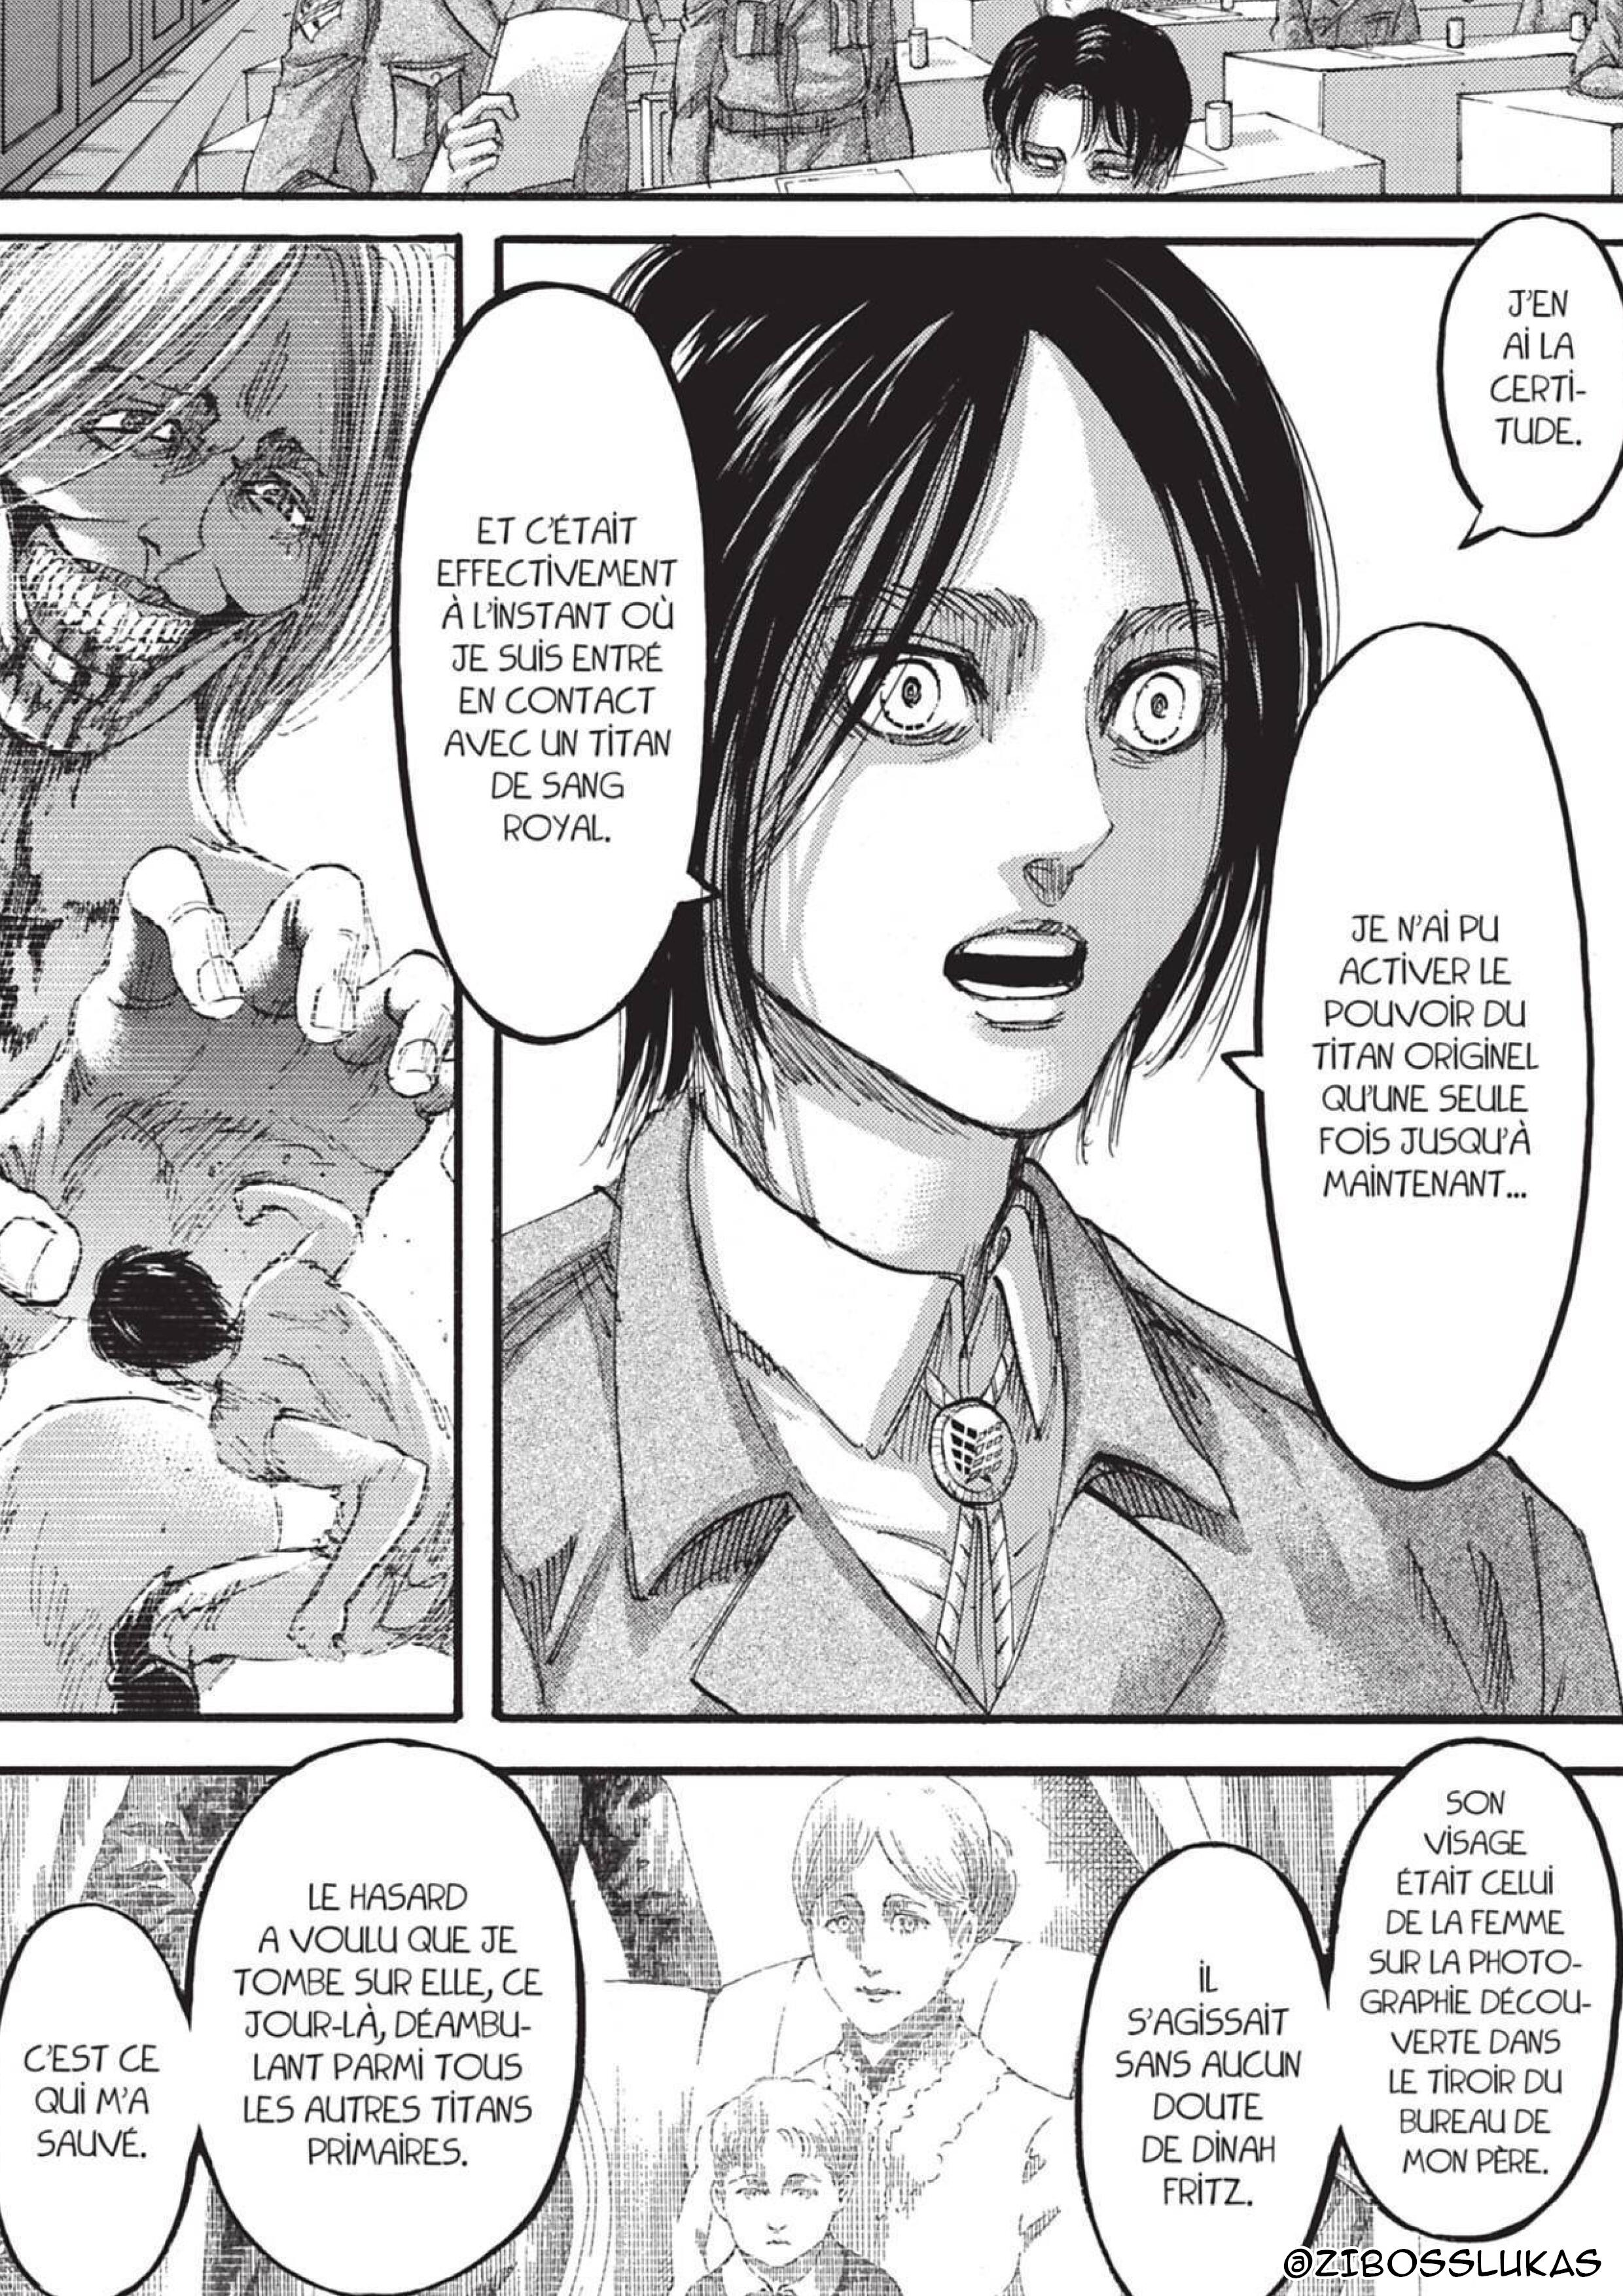 J'EN
AI LA
CERTI-
TUDE.
JE N'AI PU
ACTIVER LE
POUVOIR DU
TITAN ORIGINEL
QU'UNE SEULE
FOIS JUSQU'À
MAINTENANT...
ET C'ÉTAIT
EFFECTIVEMENT
À L'INSTANT OÙ
JE SUIS ENTRÉ
EN CONTACT
AVEC UN TITAN
DE SANG
ROYAL.
SON
VISAGE
ÉTAIT CELUI
DE LA FEMME
SUR LA PHOTO-
GRAPHIE DÉCOU-
VERTE DANS
LE TIROIR DU
BUREAU DE
MON PÈRE.
IL
S'AGISSAIT
SANS AUCUN
DOUTE
DE DINAH
FRITZ.
LE HASARD
A VOULU QUE JE
TOMBE SUR ELLE, CE
JOUR-LÀ, DÉAMBU-
LANT PARMI TOUS
LES AUTRES TITANS
PRIMAIRES.
C'EST CE
QUI M'A
SAUVÉ.
@ZIBOSSLUKAS